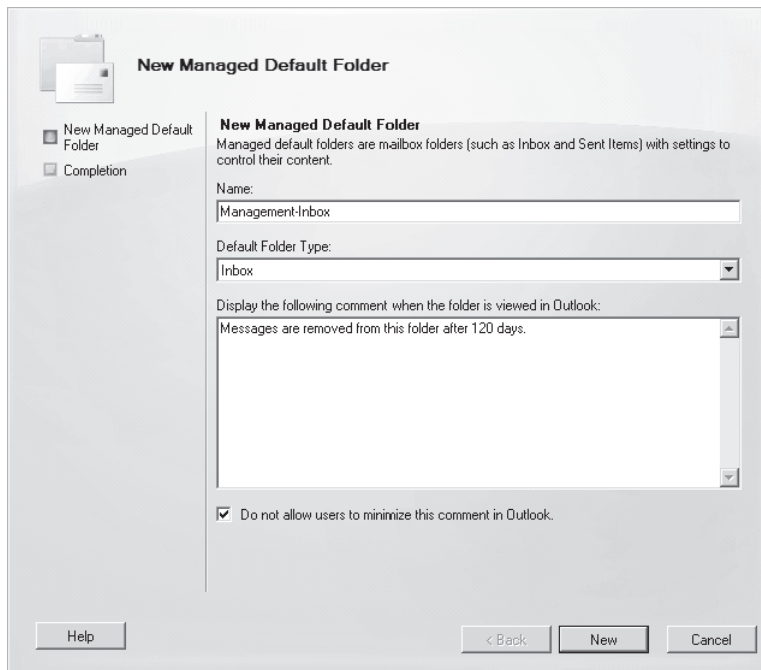 New Managed Default Folder
New Managed Default
Folder
Completion
New Managed Default Folder
Managed default folders are mailbox folders (such as Inbox and Sent Items) with settings to
control their content.
Name:
Management-Inbox
Default Folder Type:
Inbox
Display the following comment when the folder is viewed in Outlook:
Messages are removed from this folder after 120 days.
Do not allow users to minimize this comment in Outlook.
Help
< Back
New
Cancel